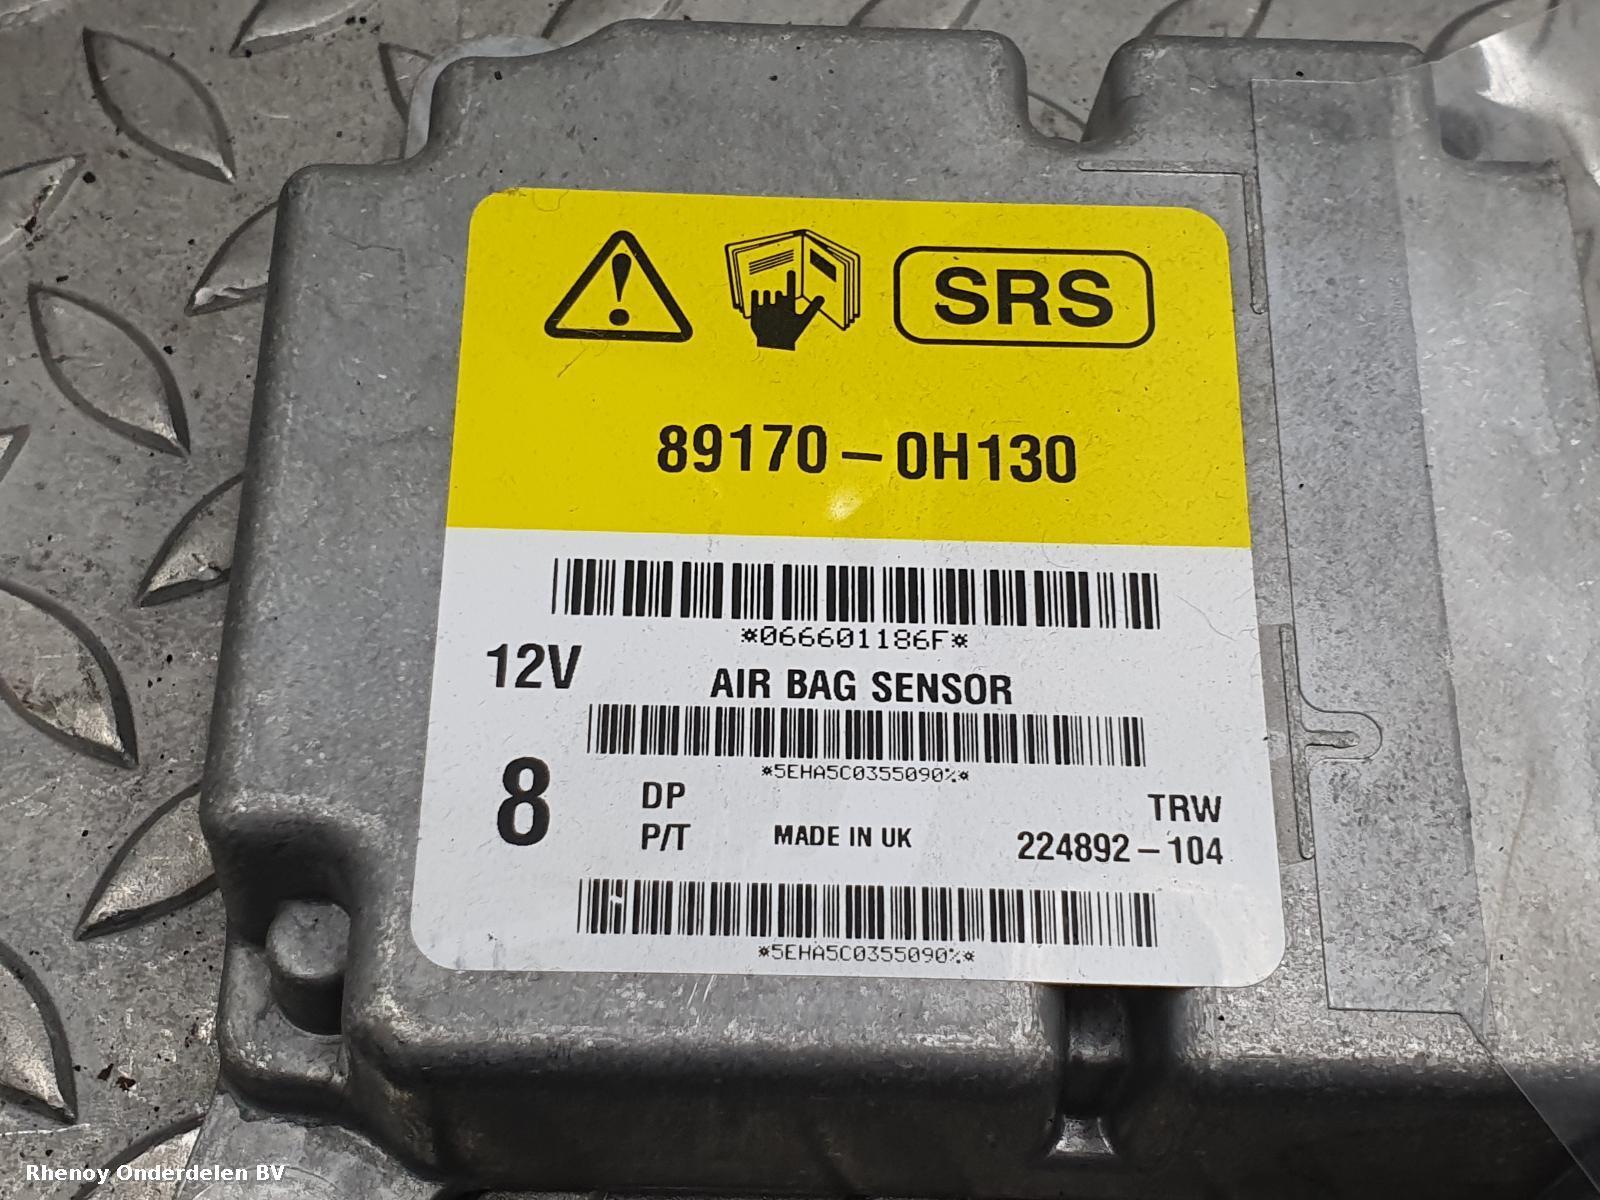 SRS
89170-0H130
*066601186F*
12V
AIR BAG SENSOR
*5EHA5C0355090%*
8
DP
TRW
P/T
MADE IN UK
224892-104
*5EHA5C0355090%*
Rhenoy Onderdelen BV